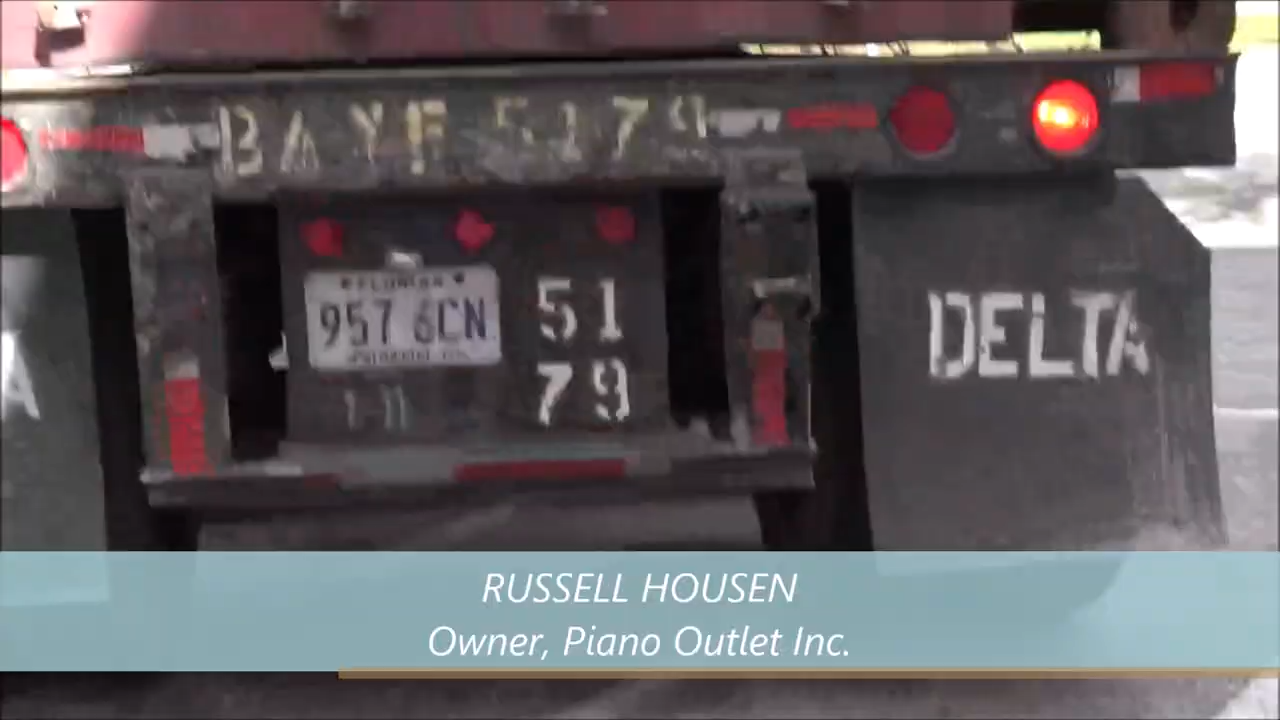 BAYF 5179
FLORIDA
957 6CN
51
79
DELTA
A
RUSSELL HOUSEN
Owner, Piano Outlet Inc.